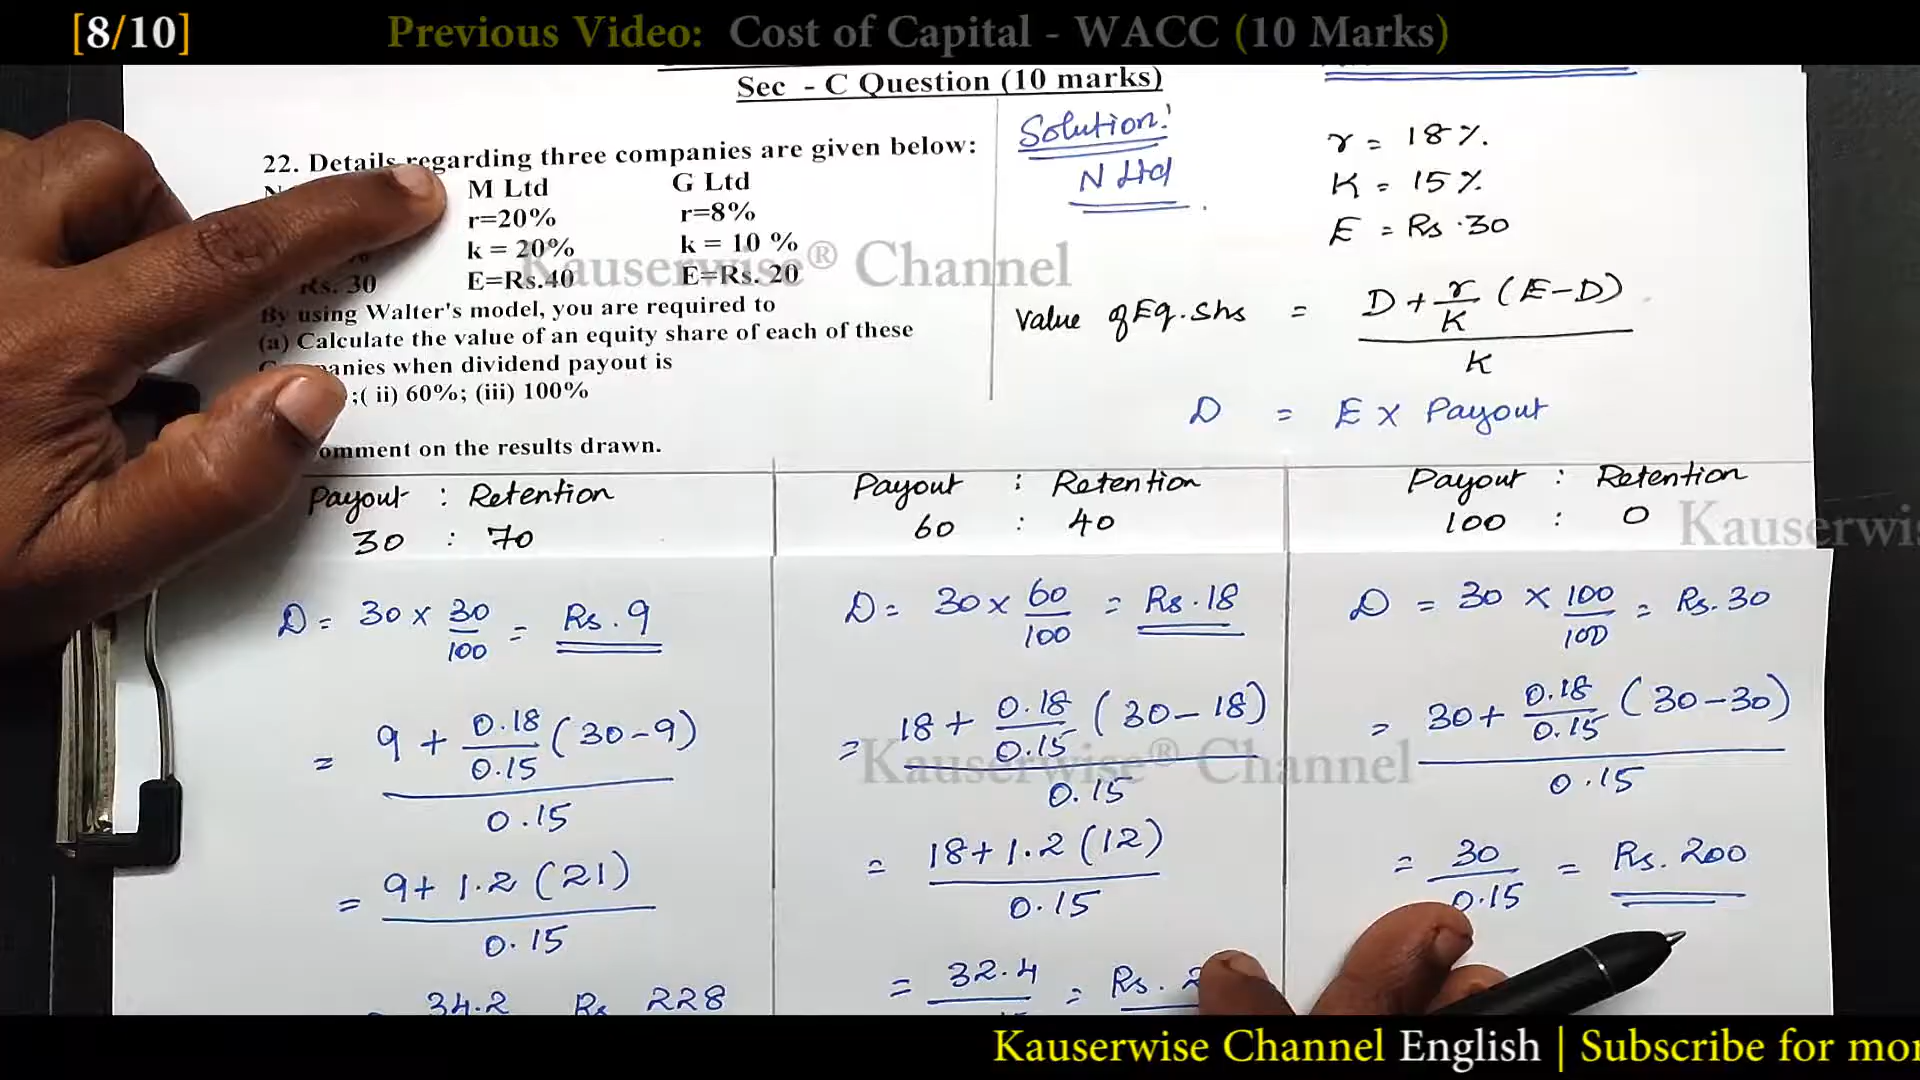 [8/10]
Previous Video: Cost of Capital - WACC (10 Marks)
Sec - C Question (10 marks)
22. Details regarding three companies are given below:
M Ltd G Ltd
r=20% r=8%
k = 20% k = 10 %
Rs. 30 E=Rs.40 E=Rs. 20
By using Walter's model, you are required to
(a) Calculate the value of an equity share of each of these
anies when dividend payout is
;( ii) 60%; (iii) 100%
omment on the results drawn.
Solution:
N Ltd
r = 18 %.
K = 15 %
E = Rs.30
Value of Eq.shs = D + r/K (E-D)
K
D = E x Payout
Kauserwise® Channel
Payout : Retention
30 : 70
D = 30 x 30/100 = Rs. 9
= 9 + 0.18/0.15 (30-9)
0.15
= 9+ 1.2 (21)
0.15
34.2 Rs 228
Payout : Retention
60 : 40
D = 30 x 60/100 = Rs.18
= 18 + 0.18/0.15 (30-18)
0.15
= 18+1.2 (12)
0.15
= 32.4 = Rs. 2
Payout : Retention
100 : 0
D = 30 x 100/100 = Rs. 30
= 30+ 0.18/0.15 (30-30)
0.15
= 30/0.15 = Rs. 200
Kauserwi
Kauserwise® Channel
Kauserwise Channel English | Subscribe for mor